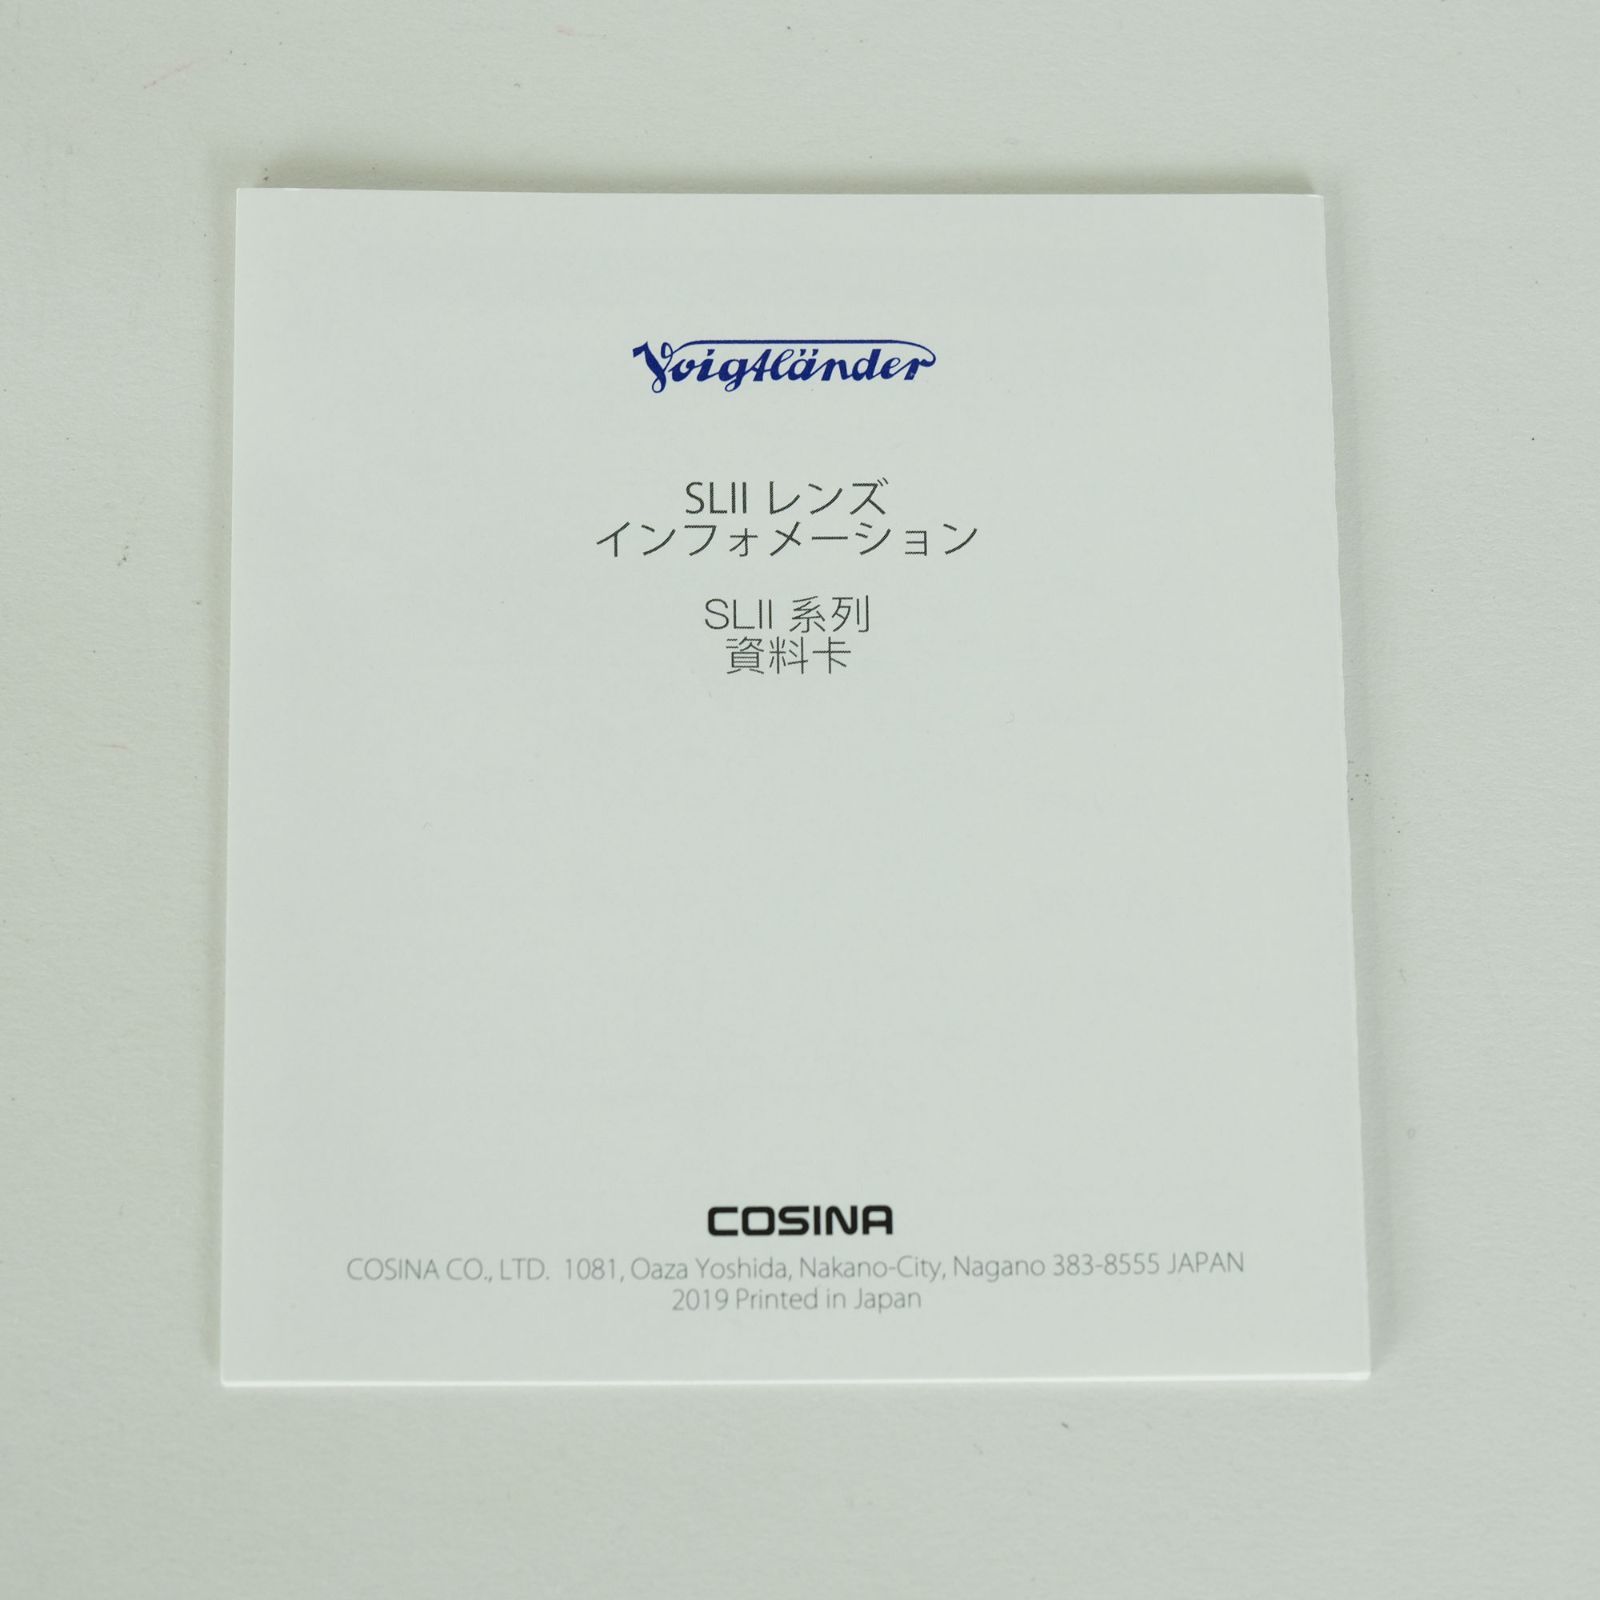 Voigtländer
SLII レンズ
インフォメーション
SLII 系列
資料卡
COSINA
COSINA CO., LTD. 1081, Oaza Yoshida, Nakano-City, Nagano 383-8555 JAPAN
2019 Printed in Japan